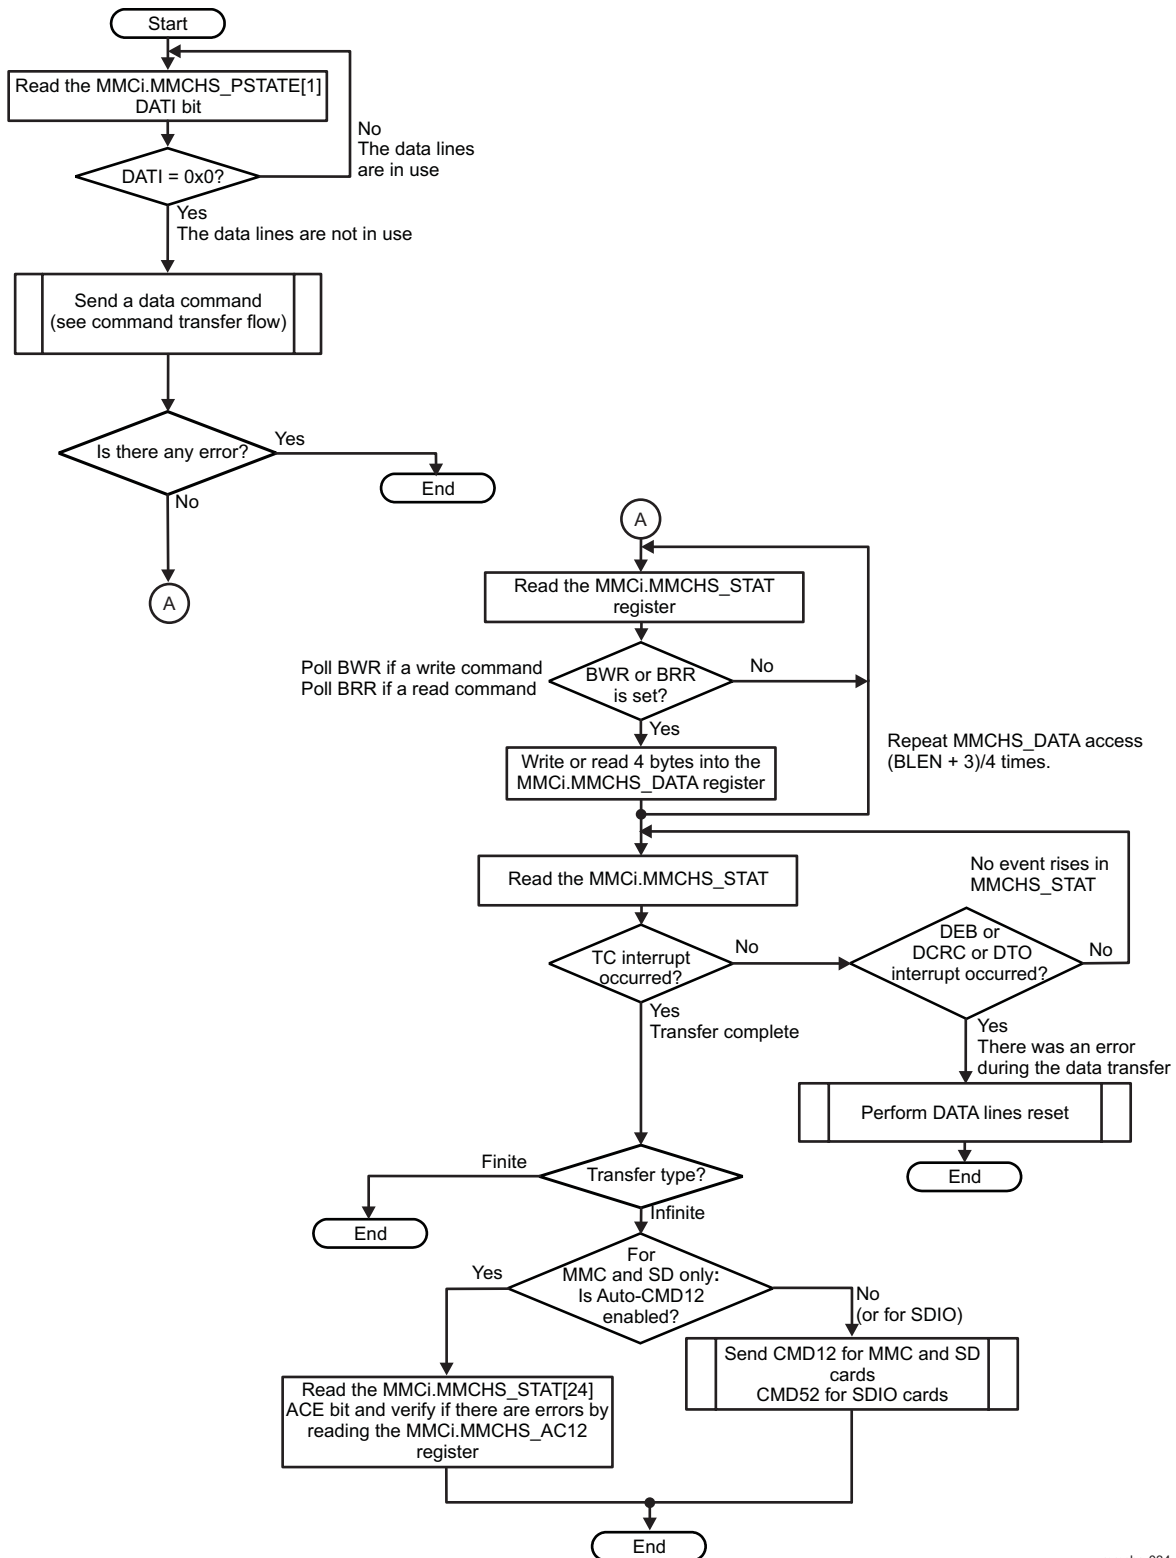 Start
Read the MMCi.MMCHS_PSTATE[1]
DATI bit
No
The data lines
are in use
DATI = 0x0?
Yes
The data lines are not in use
Send a data command
(see command transfer flow)
Is there any error?
Yes
End
No
A
A
Read the MMCi.MMCHS_STAT
register
Poll BWR if a write command
Poll BRR if a read command
BWR or BRR
is set?
No
Yes
Write or read 4 bytes into the
MMCi.MMCHS_DATA register
Repeat MMCHS_DATA access
(BLEN + 3)/4 times.
Read the MMCi.MMCHS_STAT
No event rises in
MMCHS_STAT
TC interrupt
occurred?
No
DEB or
DCRC or DTO
interrupt occurred?
No
Yes
Transfer complete
Yes
There was an error
during the data transfer
Perform DATA lines reset
End
Transfer type?
Finite
End
Infinite
For
MMC and SD only:
Is Auto-CMD12
enabled?
Yes
No
(or for SDIO)
Send CMD12 for MMC and SD
cards
CMD52 for SDIO cards
Read the MMCi.MMCHS_STAT[24]
ACE bit and verify if there are errors by
reading the MMCi.MMCHS_AC12
register
End